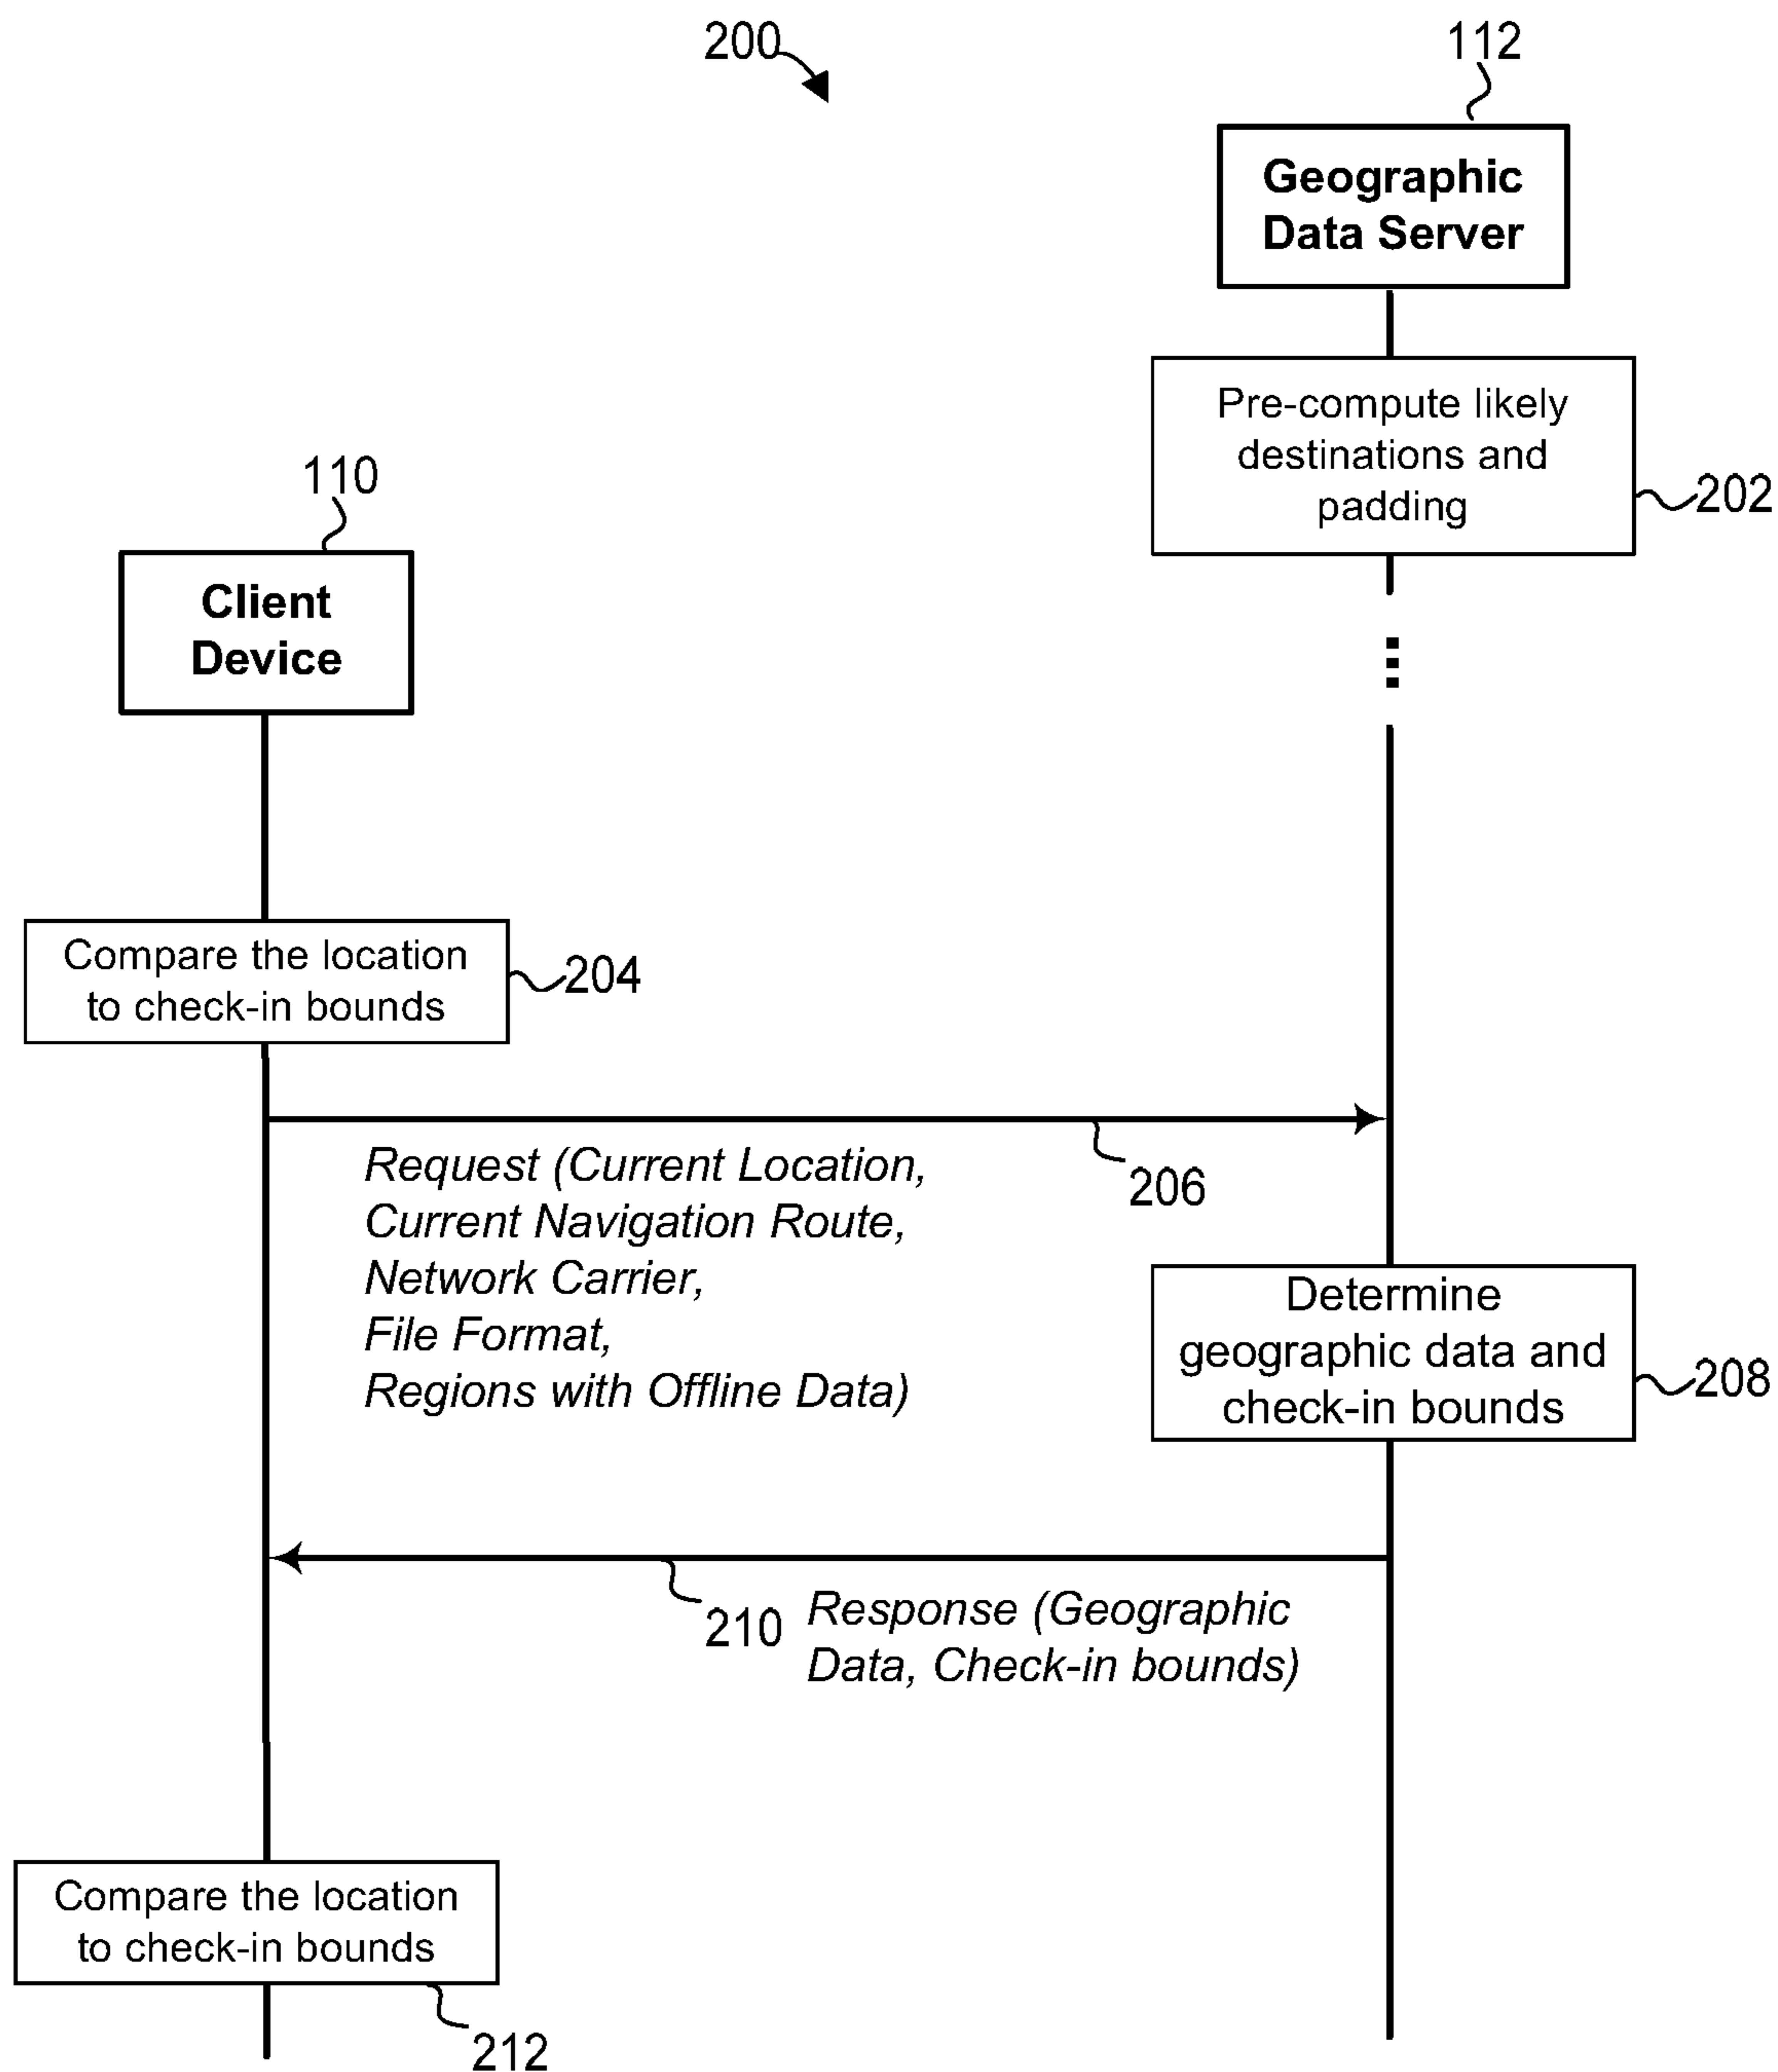 200
112
Geographic
Data Server
Pre-compute likely
destinations and
padding
202
110
Client
Device
Compare the location
to check-in bounds
204
206
Request (Current Location,
Current Navigation Route,
Network Carrier,
File Format,
Regions with Offline Data)
Determine
geographic data and
check-in bounds
208
210
Response (Geographic
Data, Check-in bounds)
Compare the location
to check-in bounds
212